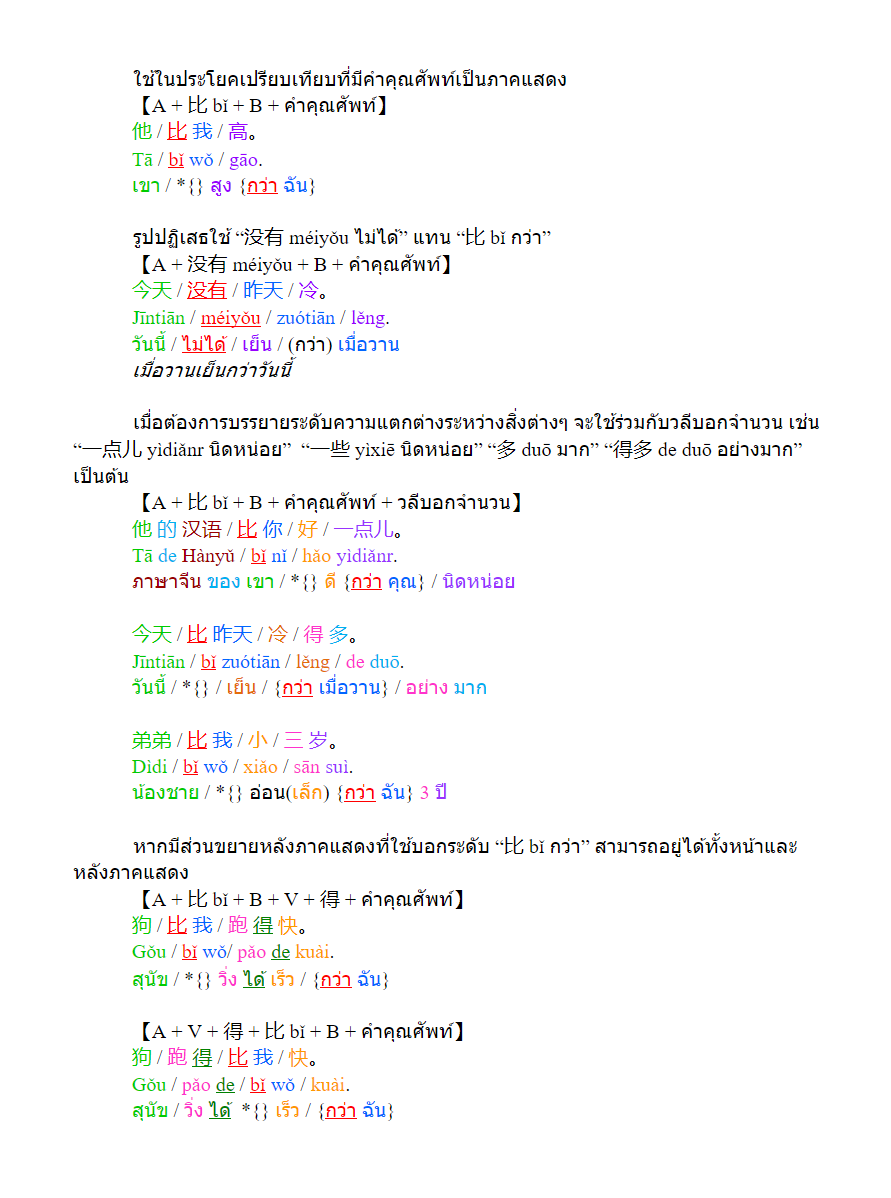 ใช้ในประโยคเปรียบเทียบที่มีคำคุณศัพท์เป็นภาคแสดง
【A + 比 bǐ + B + คำคุณศัพท์】
他 / 比 我 / 高。
Tā / bǐ wǒ / gāo.
เขา / *{} สูง {กว่า ฉัน}
รูปปฏิเสธใช้ “没有 méiyǒu ไม่ได้” แทน “比 bǐ กว่า”
【A + 没有 méiyǒu + B + คำคุณศัพท์】
今天 / 没有 / 昨天 / 冷。
Jīntiān / méiyǒu / zuótiān / lěng.
วันนี้ / ไม่ได้ / เย็น / (กว่า) เมื่อวาน
เมื่อวานเย็นกว่าวันนี้
เมื่อต้องการบรรยายระดับความแตกต่างระหว่างสิ่งต่างๆ จะใช้ร่วมกับวลีบอกจำนวน เช่น
“一点儿 yìdiǎnr นิดหน่อย” “一些 yìxiē นิดหน่อย” “多 duō มาก” “得多 de duō อย่างมาก”
เป็นต้น
【A + 比 bǐ + B + คำคุณศัพท์ + วลีบอกจำนวน】
他 的 汉语 / 比 你 / 好 / 一点儿。
Tā de Hànyǔ / bǐ nǐ / hǎo yìdiǎnr.
ภาษาจีน ของ เขา / *{} ดี {กว่า คุณ} / นิดหน่อย
今天 / 比 昨天 / 冷 / 得 多。
Jīntiān / bǐ zuótiān / lěng / de duō.
วันนี้ / *{} / เย็น / {กว่า เมื่อวาน} / อย่าง มาก
弟弟 / 比 我 / 小 / 三 岁。
Dìdi / bǐ wǒ / xiǎo / sān suì.
น้องชาย / *{} อ่อน(เล็ก) {กว่า ฉัน} 3 ปี
หากมีส่วนขยายหลังภาคแสดงที่ใช้บอกระดับ “比 bǐ กว่า” สามารถอยู่ได้ทั้งหน้าและ
หลังภาคแสดง
【A + 比 bǐ + B + V + 得 + คำคุณศัพท์】
狗 / 比 我 / 跑 得 快。
Gǒu / bǐ wǒ/ pǎo de kuài.
สุนัข / *{} วิ่ง ได้ เร็ว / {กว่า ฉัน}
【A + V + 得 + 比 bǐ + B + คำคุณศัพท์】
狗 / 跑 得 / 比 我 / 快。
Gǒu / pǎo de / bǐ wǒ / kuài.
สุนัข / วิ่ง ได้ *{} เร็ว / {กว่า ฉัน}